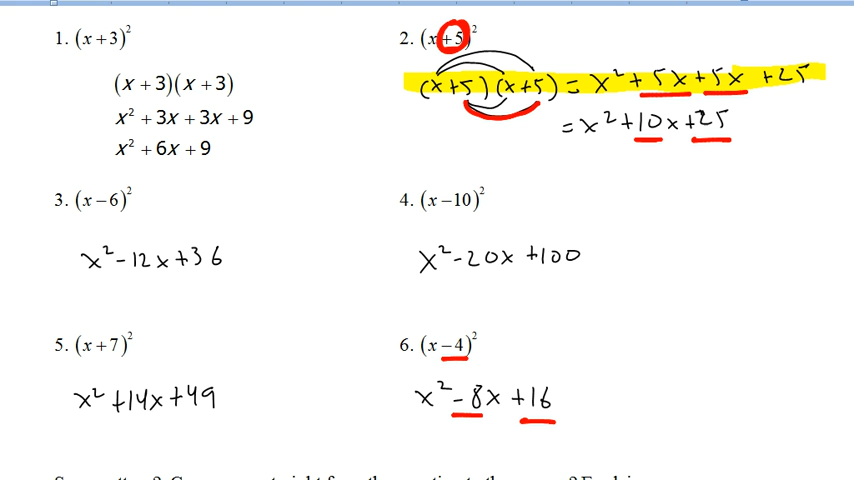 1. (x+3)²
(x + 3)(x + 3)
x² + 3x + 3x + 9
x² + 6x + 9
2. (x+5)²
(x+5)(x+5) = x² + 5x + 5x + 25
= x² + 10x + 25
3. (x−6)²
x² - 12x + 36
4. (x−10)²
x² - 20x + 100
5. (x+7)²
x² + 14x + 49
6. (x−4)²
x² - 8x + 16